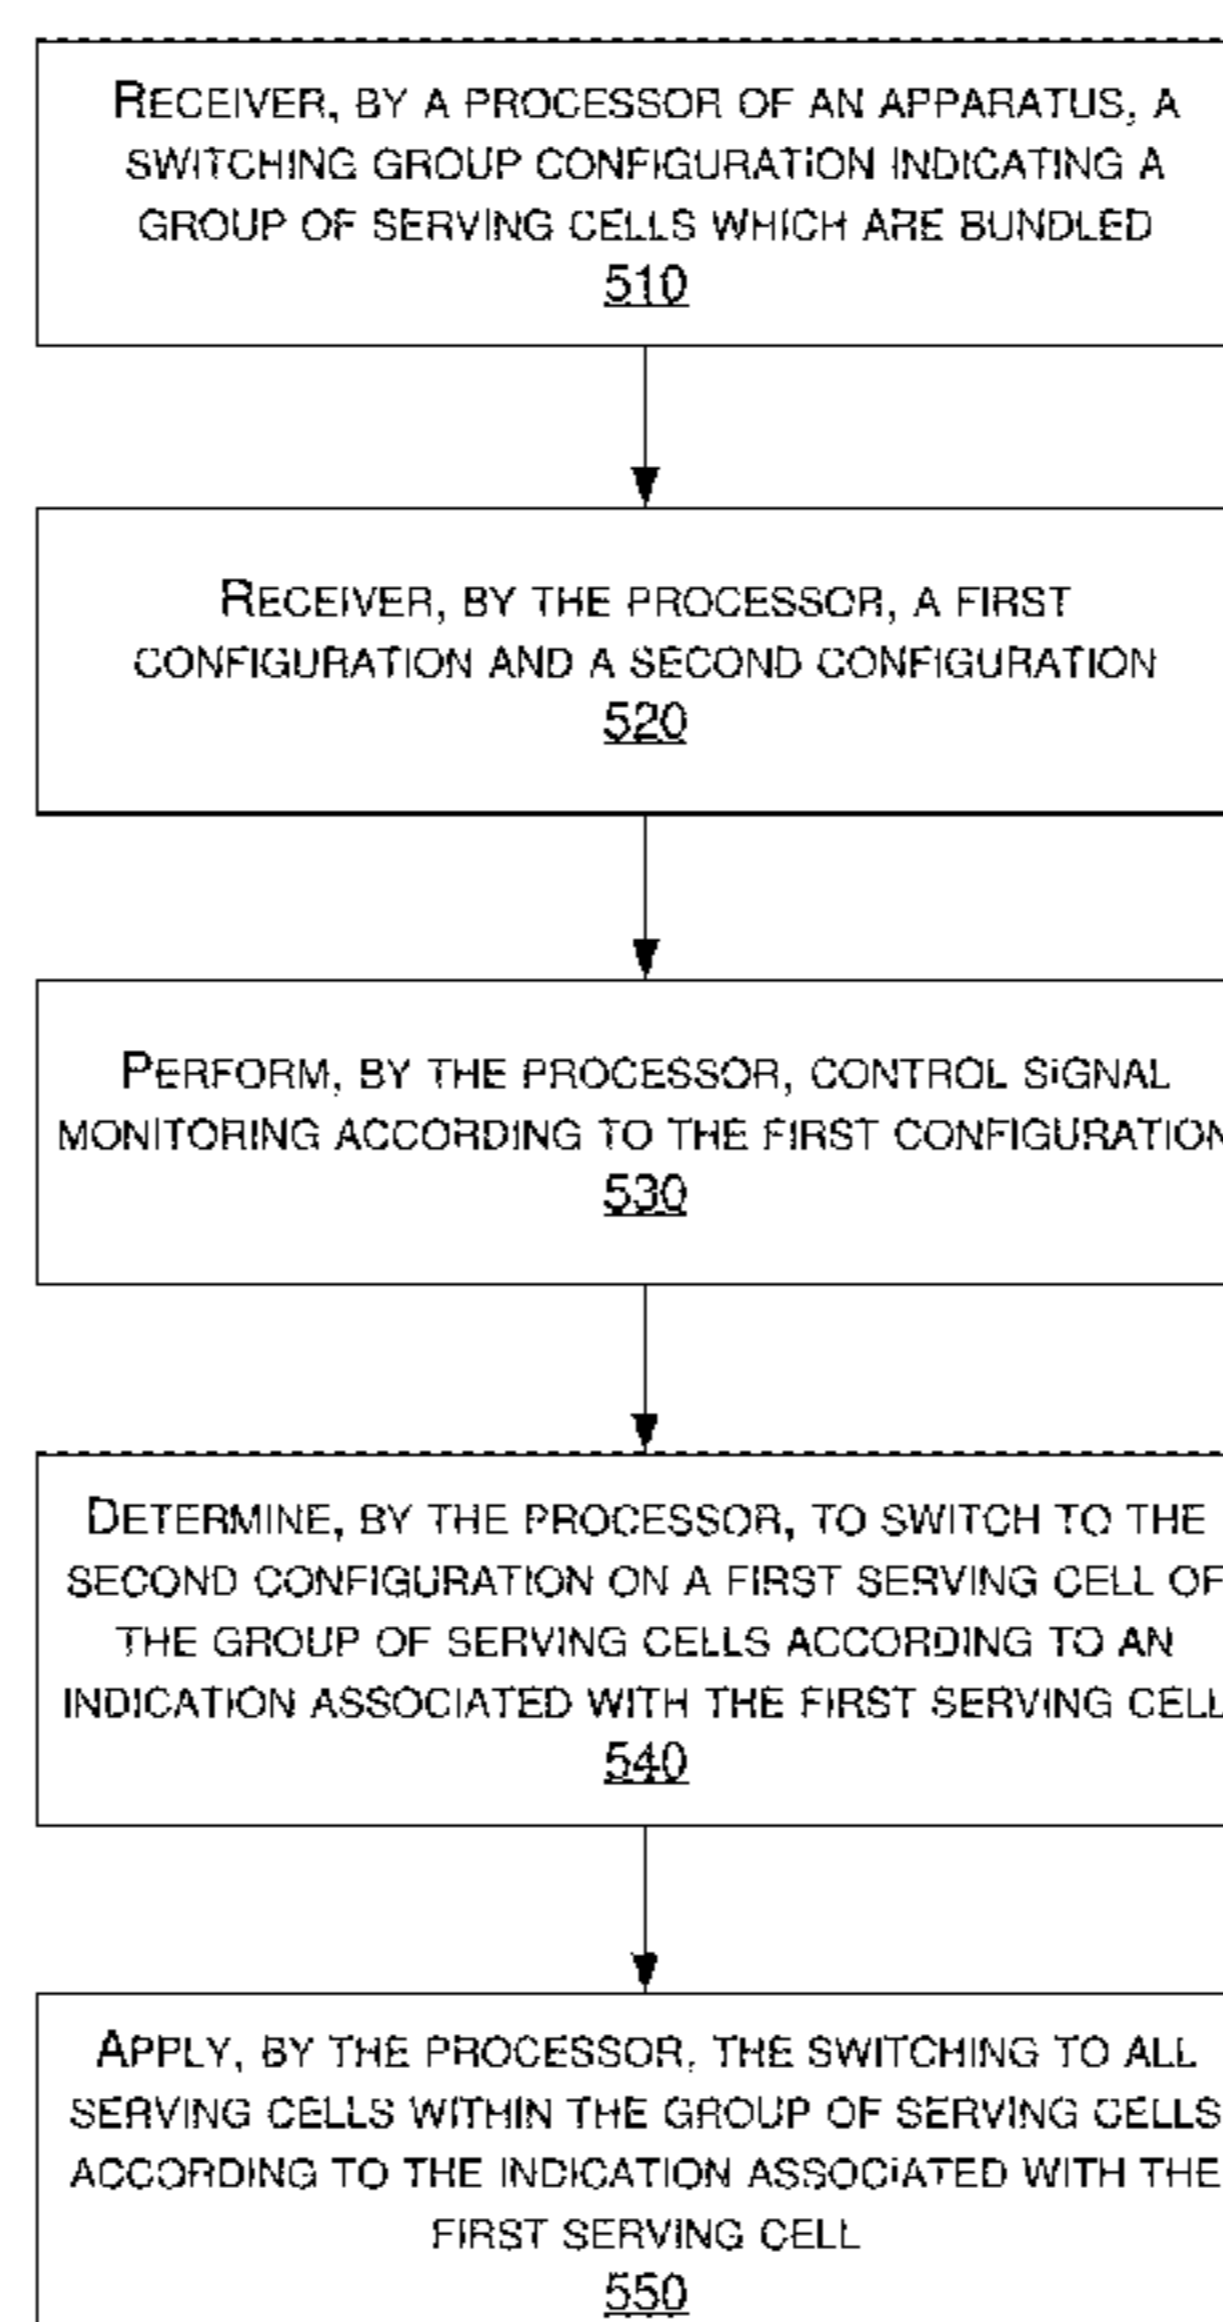 RECEIVER, BY A PROCESSOR OF AN APPARATUS, A
SWITCHING GROUP CONFIGURATION INDICATING A
GROUP OF SERVING CELLS WHICH ARE BUNDLED
510
RECEIVER, BY THE PROCESSOR, A FIRST
CONFIGURATION AND A SECOND CONFIGURATION
520
PERFORM, BY THE PROCESSOR, CONTROL SIGNAL
MONITORING ACCORDING TO THE FIRST CONFIGURATION
530
DETERMINE, BY THE PROCESSOR, TO SWITCH TO THE
SECOND CONFIGURATION ON A FIRST SERVING CELL OF
THE GROUP OF SERVING CELLS ACCORDING TO AN
INDICATION ASSOCIATED WITH THE FIRST SERVING CELL
540
APPLY, BY THE PROCESSOR, THE SWITCHING TO ALL
SERVING CELLS WITHIN THE GROUP OF SERVING CELLS
ACCORDING TO THE INDICATION ASSOCIATED WITH THE
FIRST SERVING CELL
550